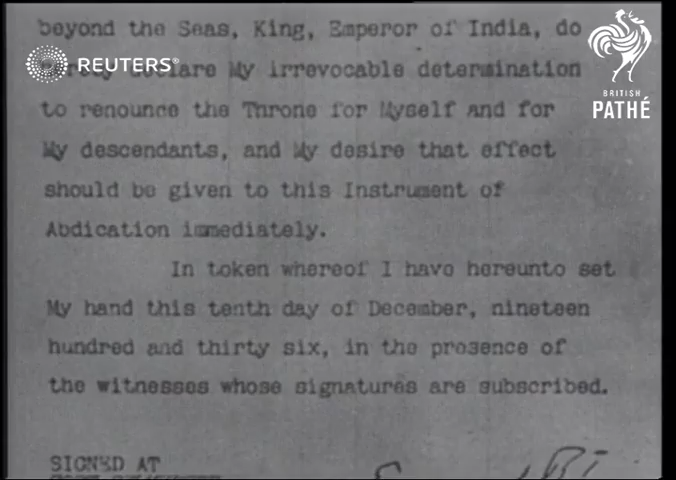 beyond the Seas, King, Emperor of India, do
REUTERS
declare My irrevocable determination
BRITISH
PATHÉ
to renounce the Throne for Myself and for
My descendants, and My desire that effect
should be given to this Instrument of
Abdication immediately.
In token whereof I have hereunto set
My hand this tenth day of December, nineteen
hundred and thirty six, in the presence of
the witnesses whose signatures are subscribed.
SIGNED AT